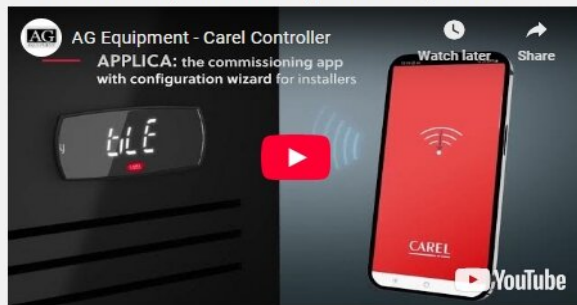 AG
AG Equipment - Carel Controller
Watch later
Share
APPLICA: the commissioning app
with configuration wizard for installers
bLE
CAREL
YouTube